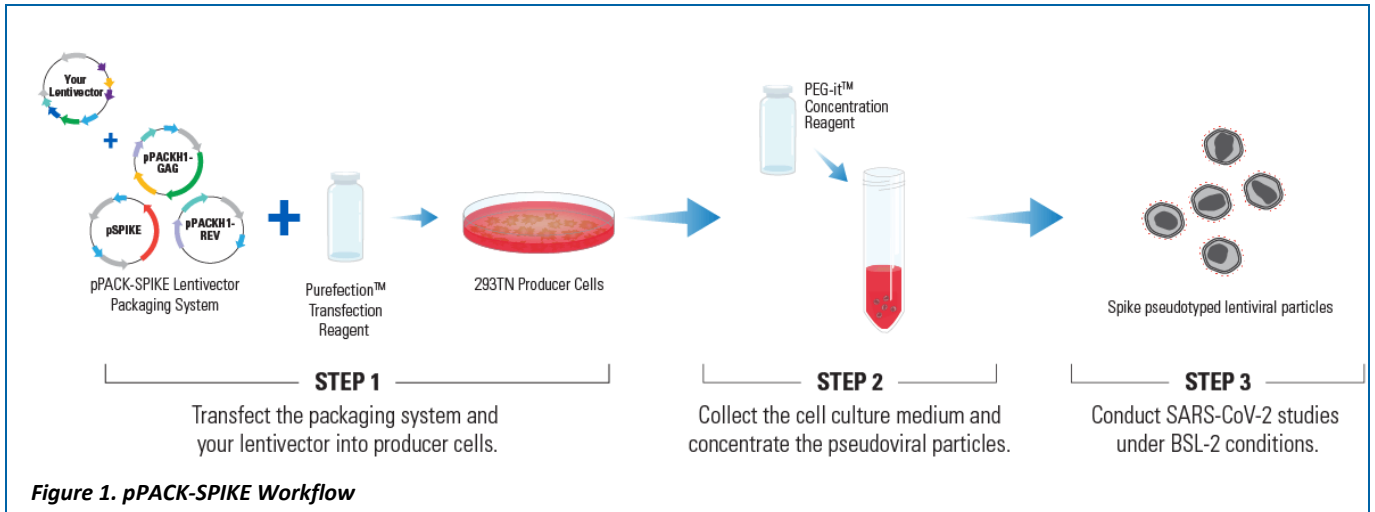 Your
Lentivector
pPACKH1-
GAG
pSPIKE
pPACKH1-
REV
pPACK-SPIKE Lentivector
Packaging System
Purefection™
Transfection
Reagent
293TN Producer Cells
PEG-it™
Concentration
Reagent
Spike pseudotyped lentiviral particles
STEP 1
Transfect the packaging system and
your lentivector into producer cells.
STEP 2
Collect the cell culture medium and
concentrate the pseudoviral particles.
STEP 3
Conduct SARS-CoV-2 studies
under BSL-2 conditions.
Figure 1. pPACK-SPIKE Workflow